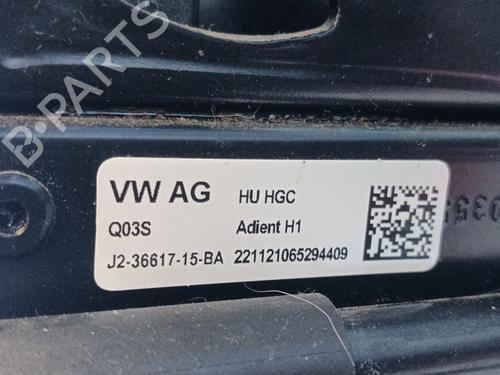 B-PARTS
VW AG HU HGC
Q03S Adient H1
J2-36617-15-BA 221121065294409